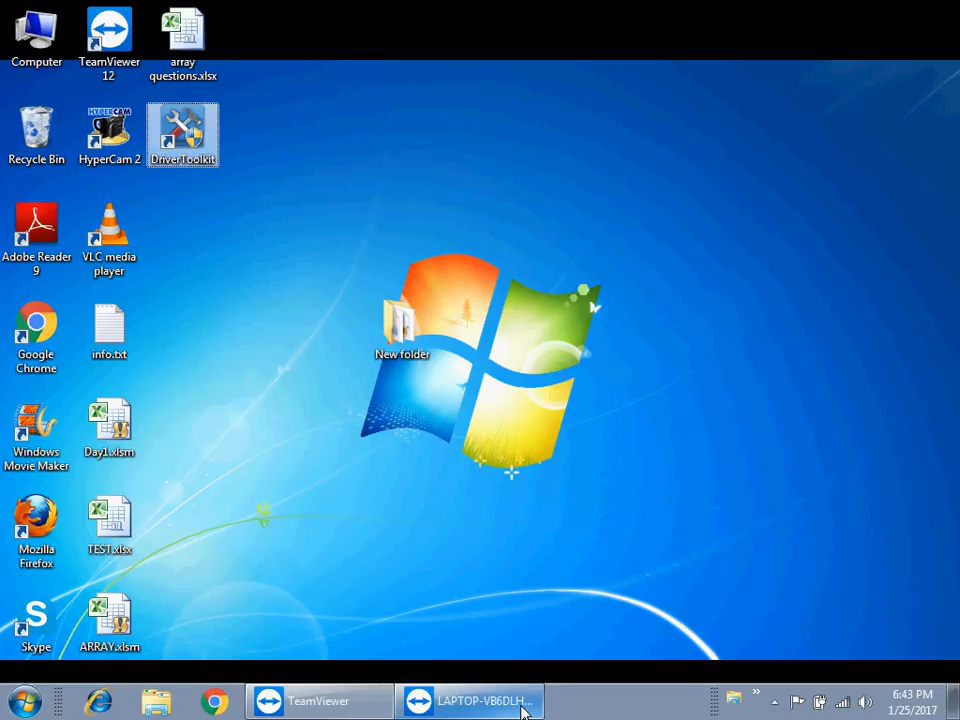 Computer
TeamViewer
12
array
questions.xlsx
Recycle Bin
HYPERCAM
HyperCam 2
DriverToolkit
Adobe Reader
9
VLC media
player
Google
Chrome
info.txt
New folder
Windows
Movie Maker
Day1.xlsm
Mozilla
Firefox
TEST.xlsx
S
Skype
ARRAY.xlsm
TeamViewer
LAPTOP-VB6DLH...
6:43 PM
1/25/2017